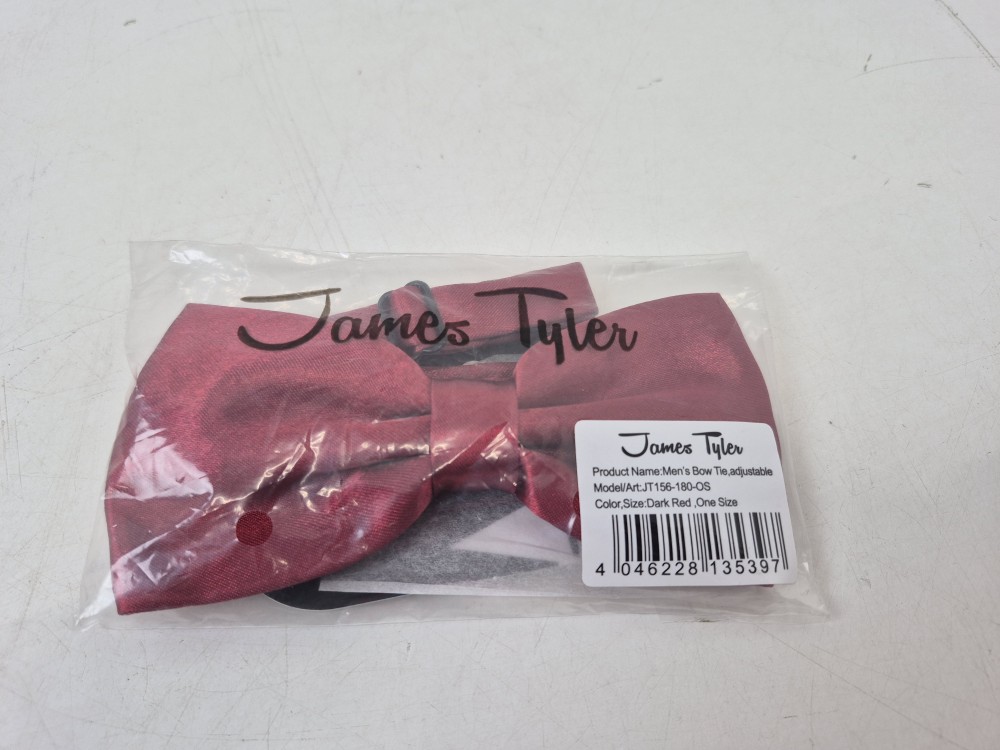 James Tyler
James Tyler
Product Name:Men's Bow Tie,adjustable
Model/Art:JT156-180-OS
Color,Size:Dark Red ,One Size
4 046228 135397